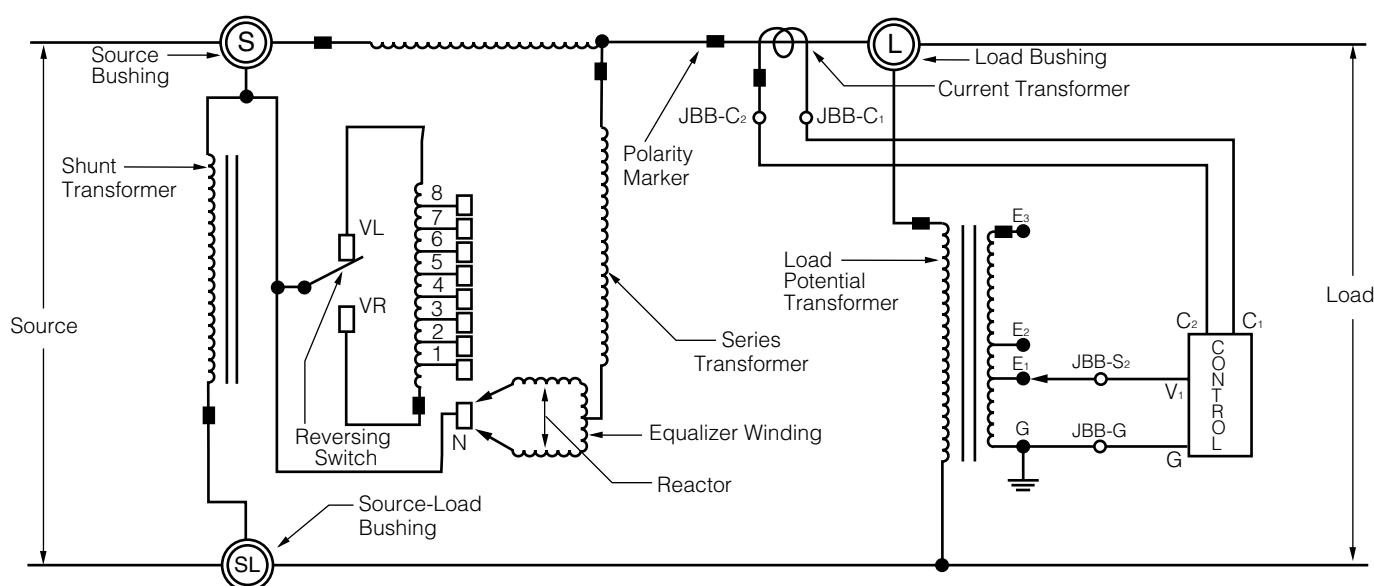 S
L
Source
Bushing
Load Bushing
Current Transformer
JBB-C₂
JBB-C₁
Polarity
Marker
Shunt
Transformer
VL
VR
8
7
6
5
4
3
2
1
N
Load
Potential
Transformer
E₃
E₂
E₁
G
JBB-S₂
JBB-G
C₂
C₁
V₁
G
CONTROL
Source
Load
Series
Transformer
Reversing
Switch
Equalizer Winding
Reactor
Source-Load
Bushing
SL